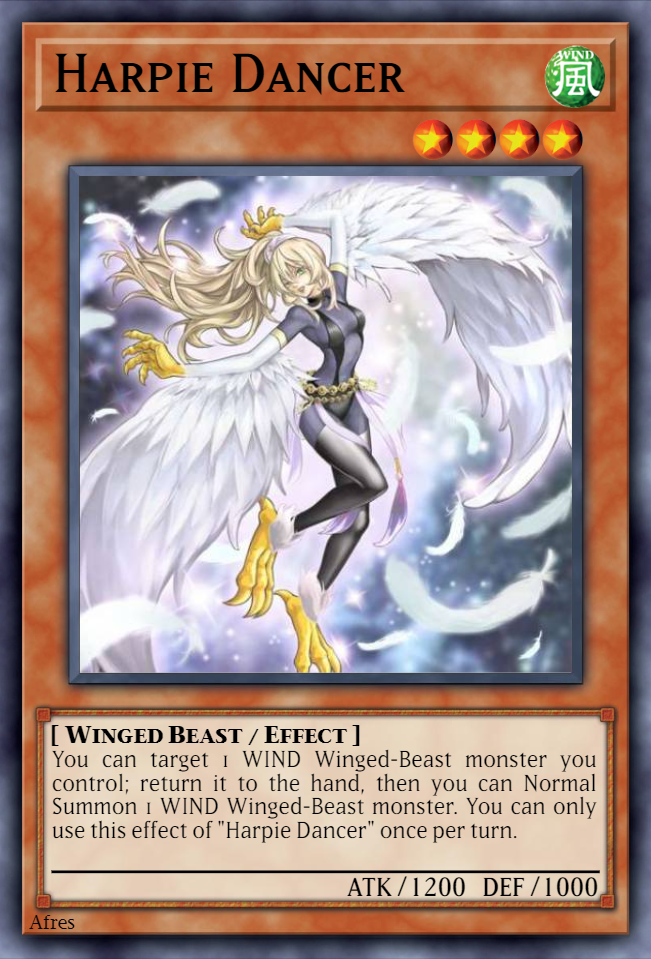 Harpie Dancer
WIND
風
[ Winged Beast / Effect ]
You can target 1 WIND Winged-Beast monster you
control; return it to the hand, then you can Normal
Summon 1 WIND Winged-Beast monster. You can only
use this effect of "Harpie Dancer" once per turn.
ATK / 1200 DEF / 1000
Afres